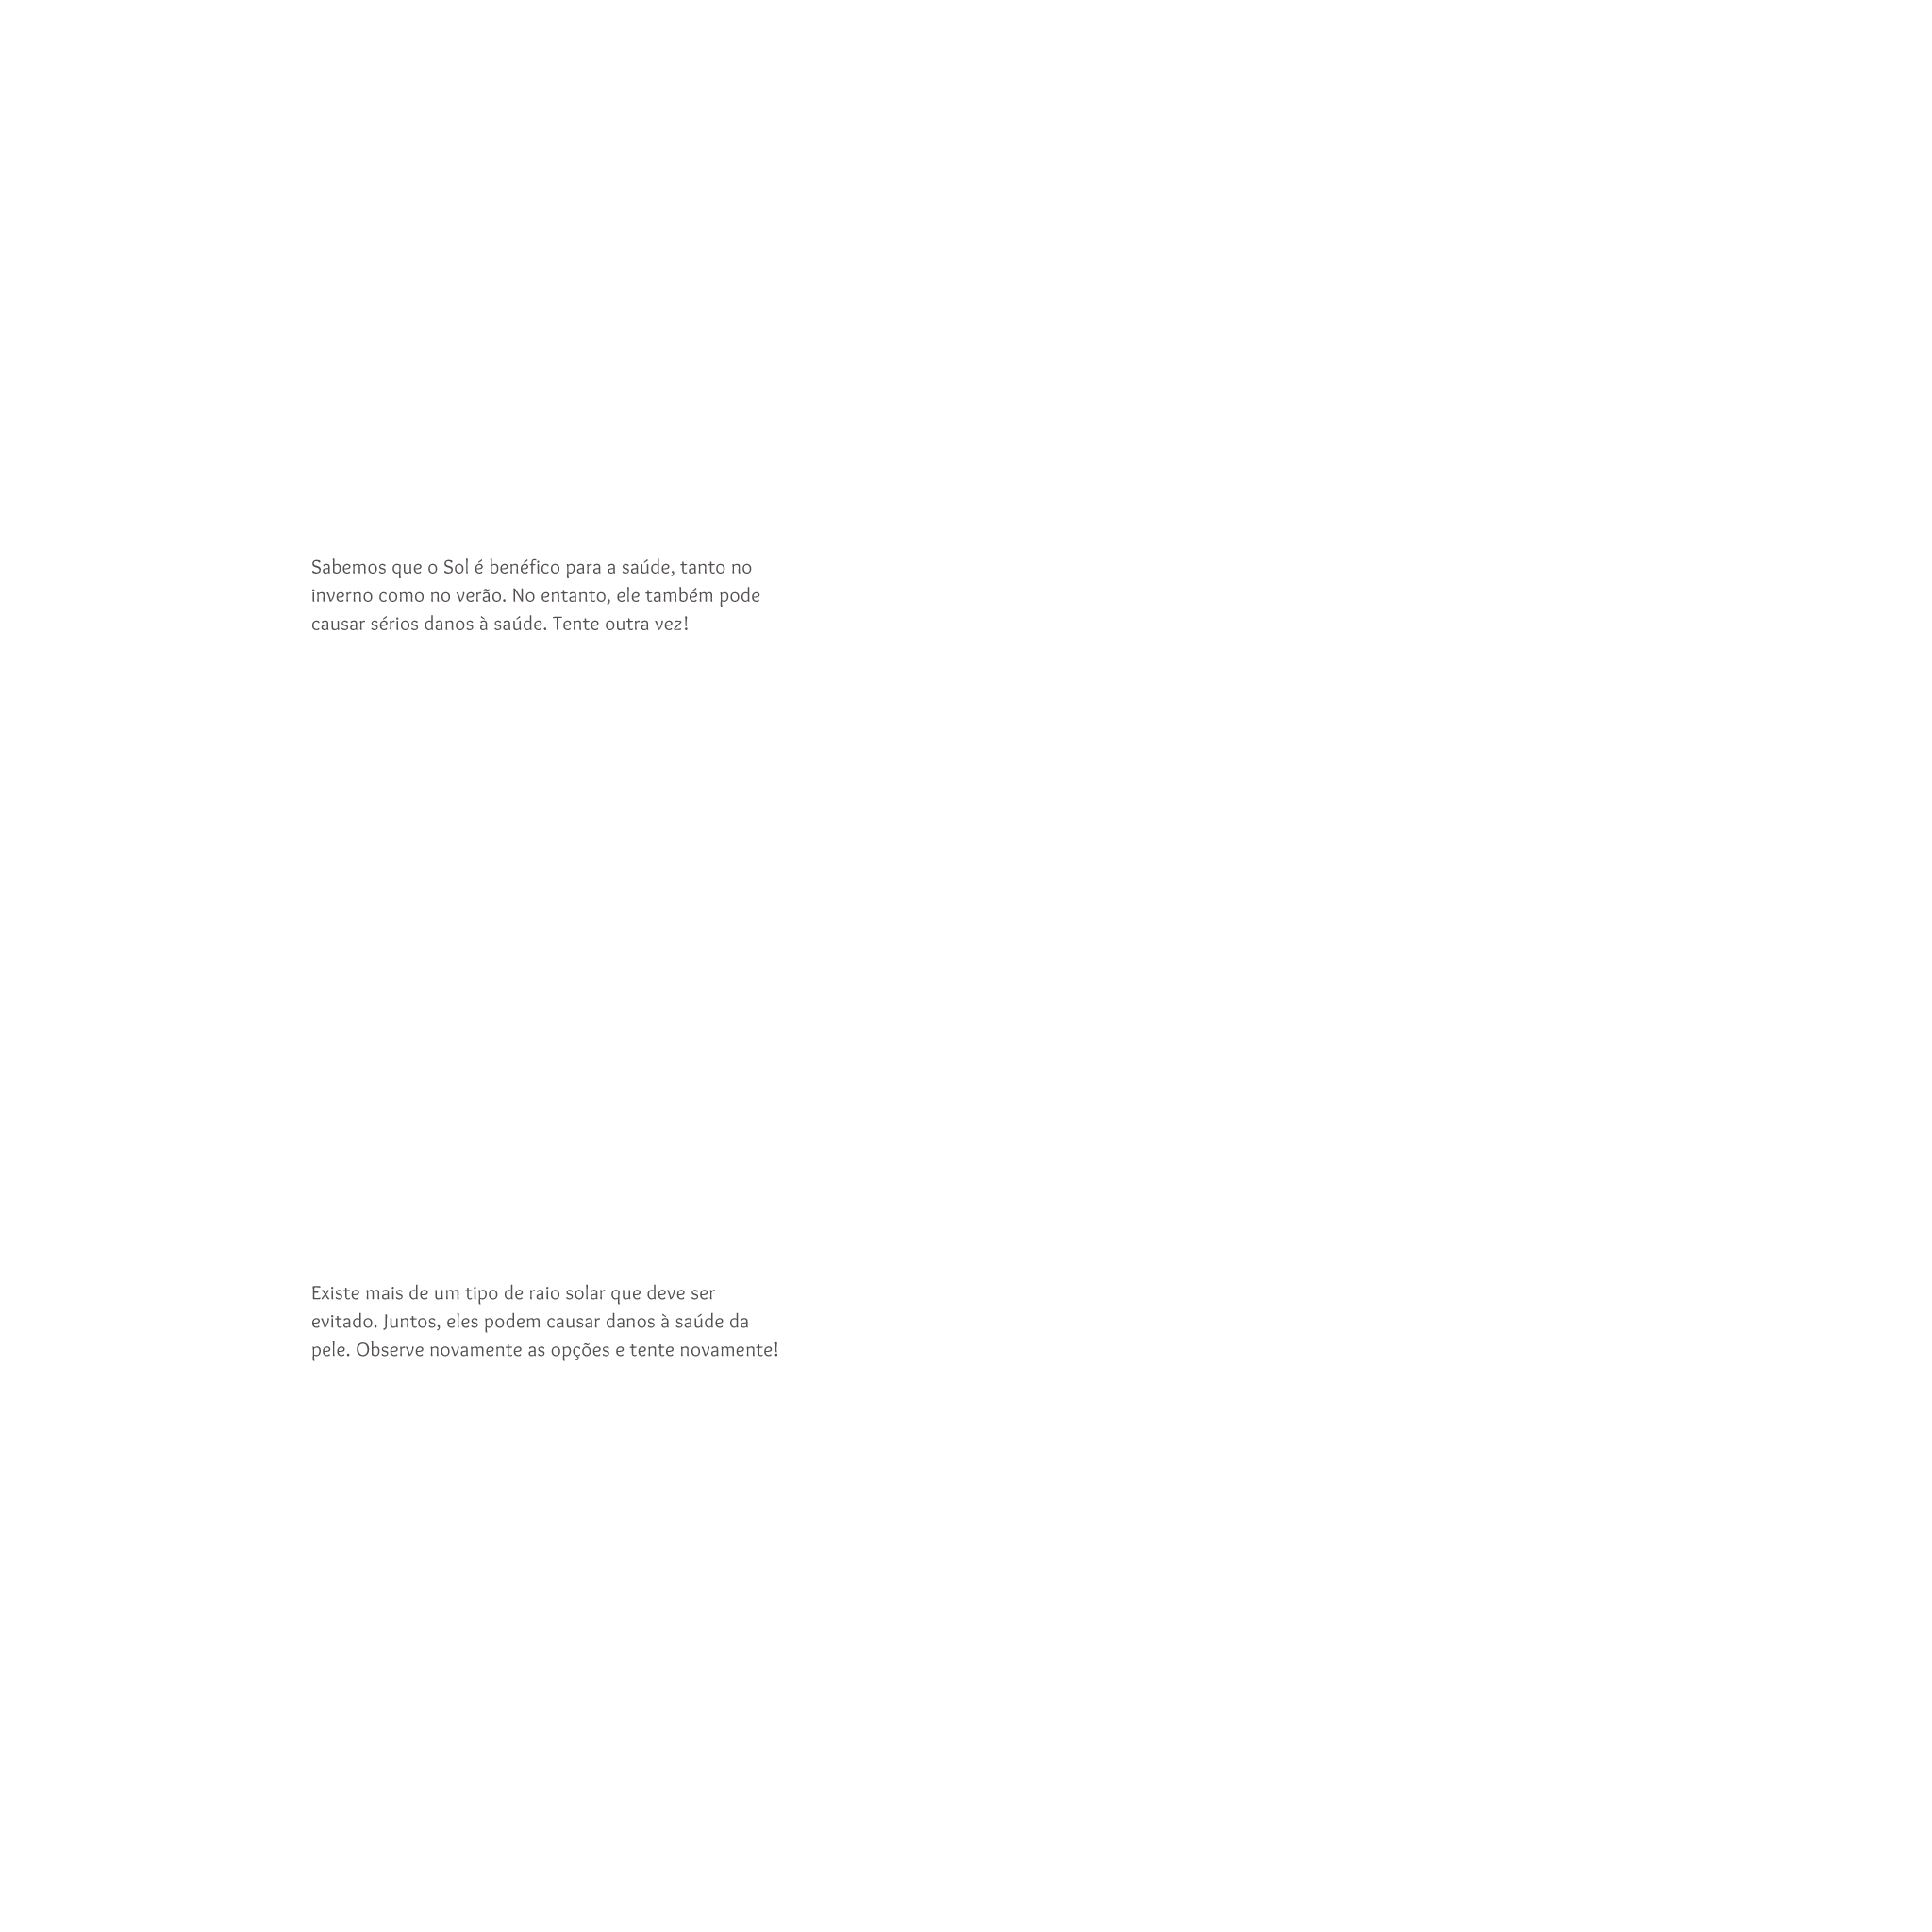 Sabemos que o Sol é benéfico para a saúde, tanto no
inverno como no verão. No entanto, ele também pode
causar sérios danos à saúde. Tente outra vez!
Existe mais de um tipo de raio solar que deve ser
evitado. Juntos, eles podem causar danos à saúde da
pele. Observe novamente as opções e tente novamente!